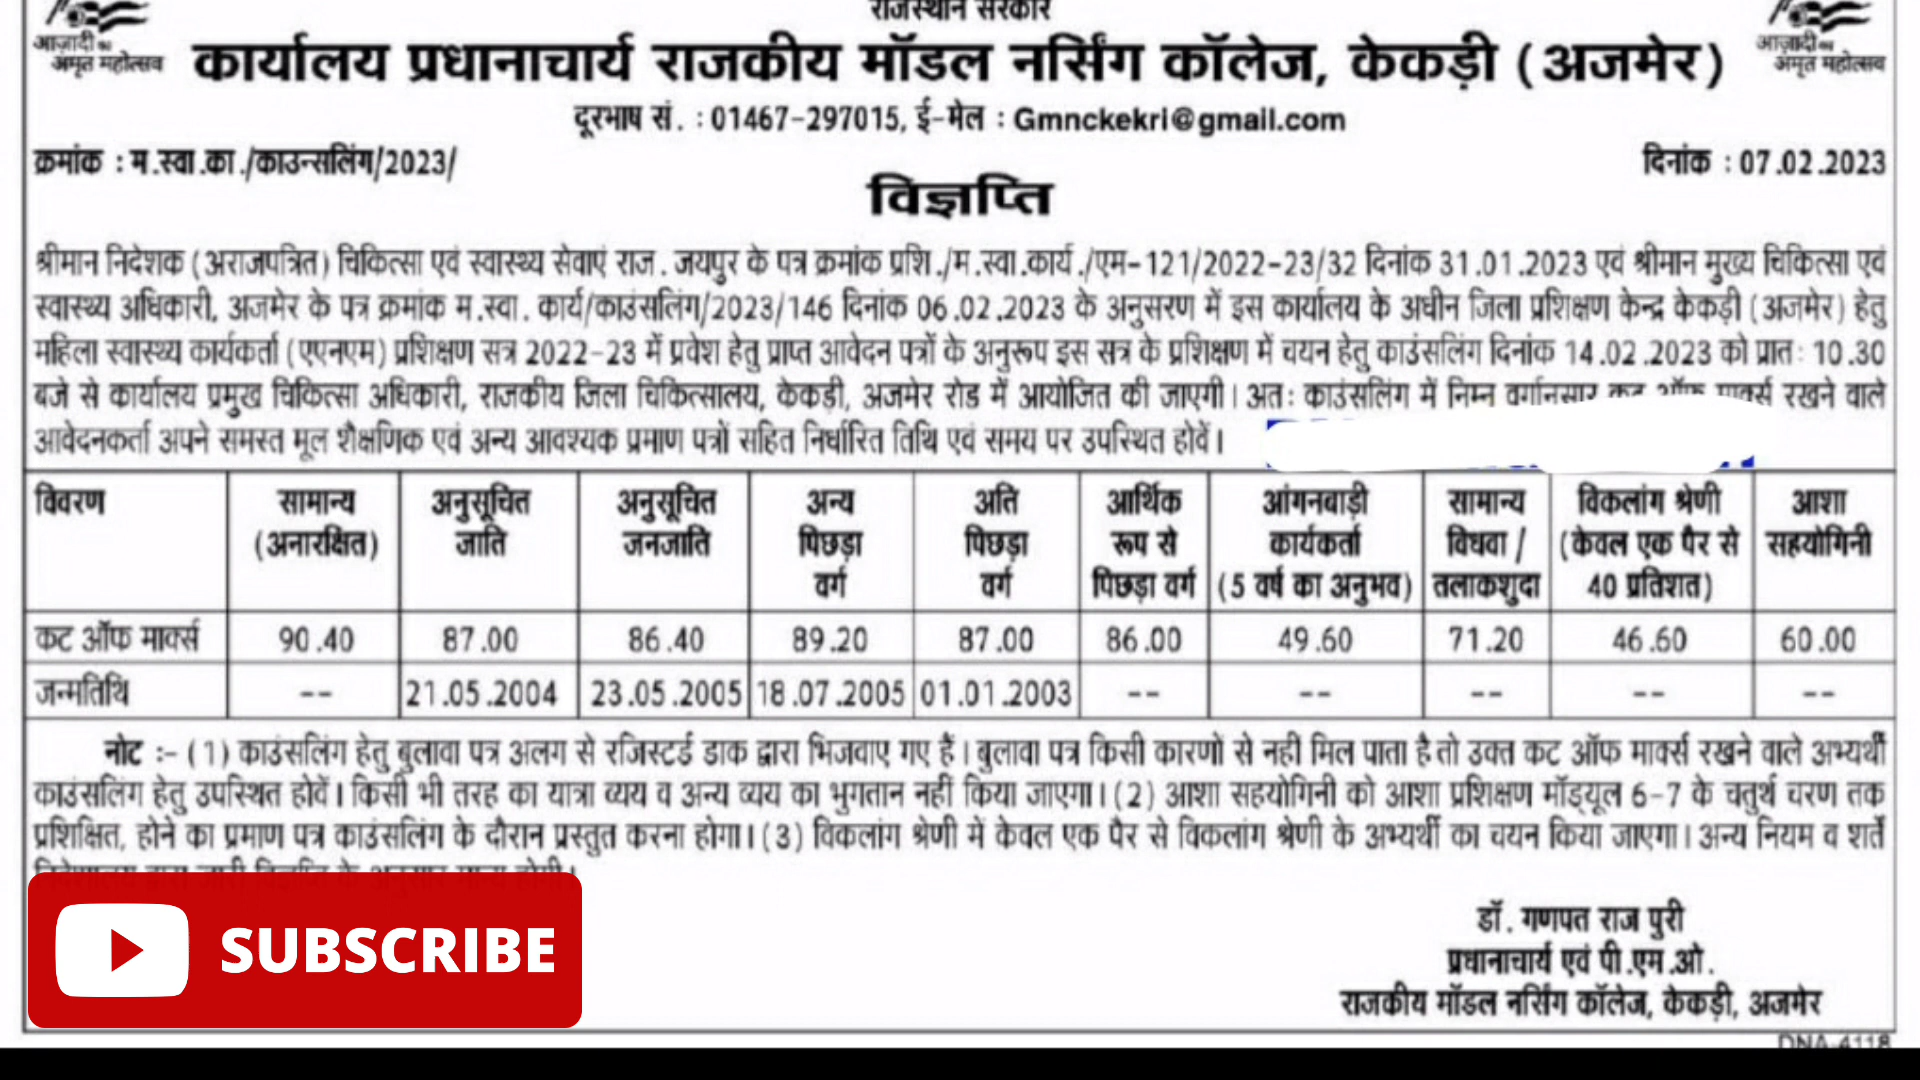 राजस्थान सरकार
आज़ादी का
अमृत महोत्सव
आज़ादी का
अमृत महोत्सव
कार्यालय प्रधानाचार्य राजकीय मॉडल नर्सिंग कॉलेज, केकड़ी (अजमेर)
दूरभाष सं. : 01467-297015, ई-मेल : Gmnckekri@gmail.com
क्रमांक : म.स्वा.का./काउन्सलिंग/2023/ दिनांक : 07.02.2023
विज्ञप्ति
श्रीमान निदेशक (अराजपत्रित) चिकित्सा एवं स्वास्थ्य सेवाएं राज. जयपुर के पत्र क्रमांक प्रशि./म.स्वा.कार्य./एम-121/2022-23/32 दिनांक 31.01.2023 एवं श्रीमान मुख्य चिकित्सा एवं
स्वास्थ्य अधिकारी, अजमेर के पत्र क्रमांक म.स्वा. कार्य/काउंसलिंग/2023/146 दिनांक 06.02.2023 के अनुसरण में इस कार्यालय के अधीन जिला प्रशिक्षण केन्द्र केकड़ी (अजमेर) हेतु
महिला स्वास्थ्य कार्यकर्ता (एएनएम) प्रशिक्षण सत्र 2022-23 में प्रवेश हेतु प्राप्त आवेदन पत्रों के अनुरूप इस सत्र के प्रशिक्षण में चयन हेतु काउंसलिंग दिनांक 14.02.2023 को प्रातः 10.30
बजे से कार्यालय प्रमुख चिकित्सा अधिकारी, राजकीय जिला चिकित्सालय, केकड़ी, अजमेर रोड में आयोजित की जाएगी। अतः काउंसलिंग में निम्न वर्गानुसार कट ऑफ मार्क्स रखने वाले
आवेदनकर्ता अपने समस्त मूल शैक्षणिक एवं अन्य आवश्यक प्रमाण पत्रों सहित निर्धारित तिथि एवं समय पर उपस्थित होवें।
विवरण सामान्य (अनारक्षित) अनुसूचित जाति अनुसूचित जनजाति अन्य पिछड़ा वर्ग अति पिछड़ा वर्ग आर्थिक रूप से पिछड़ा वर्ग आंगनबाड़ी कार्यकर्ता (5 वर्ष का अनुभव) सामान्य विधवा / तलाकशुदा विकलांग श्रेणी (केवल एक पैर से 40 प्रतिशत) आशा सहयोगिनी
कट ऑफ मार्क्स 90.40 87.00 86.40 89.20 87.00 86.00 49.60 71.20 46.60 60.00
जन्मतिथि -- 21.05.2004 23.05.2005 18.07.2005 01.01.2003 -- -- -- -- --
नोट :- (1) काउंसलिंग हेतु बुलावा पत्र अलग से रजिस्टर्ड डाक द्वारा भिजवाए गए हैं। बुलावा पत्र किसी कारणो से नही मिल पाता है तो उक्त कट ऑफ मार्क्स रखने वाले अभ्यर्थी
काउंसलिंग हेतु उपस्थित होवें। किसी भी तरह का यात्रा व्यय व अन्य व्यय का भुगतान नहीं किया जाएगा। (2) आशा सहयोगिनी को आशा प्रशिक्षण मॉड्यूल 6-7 के चतुर्थ चरण तक
प्रशिक्षित, होने का प्रमाण पत्र काउंसलिंग के दौरान प्रस्तुत करना होगा। (3) विकलांग श्रेणी में केवल एक पैर से विकलांग श्रेणी के अभ्यर्थी का चयन किया जाएगा। अन्य नियम व शर्ते
निदेशालय द्वारा जारी विज्ञप्ति के अनुसार मान्य होगी।
SUBSCRIBE
डॉ. गणपत राज पुरी
प्रधानाचार्य एवं पी.एम.ओ.
राजकीय मॉडल नर्सिंग कॉलेज, केकड़ी, अजमेर
DNA-4118